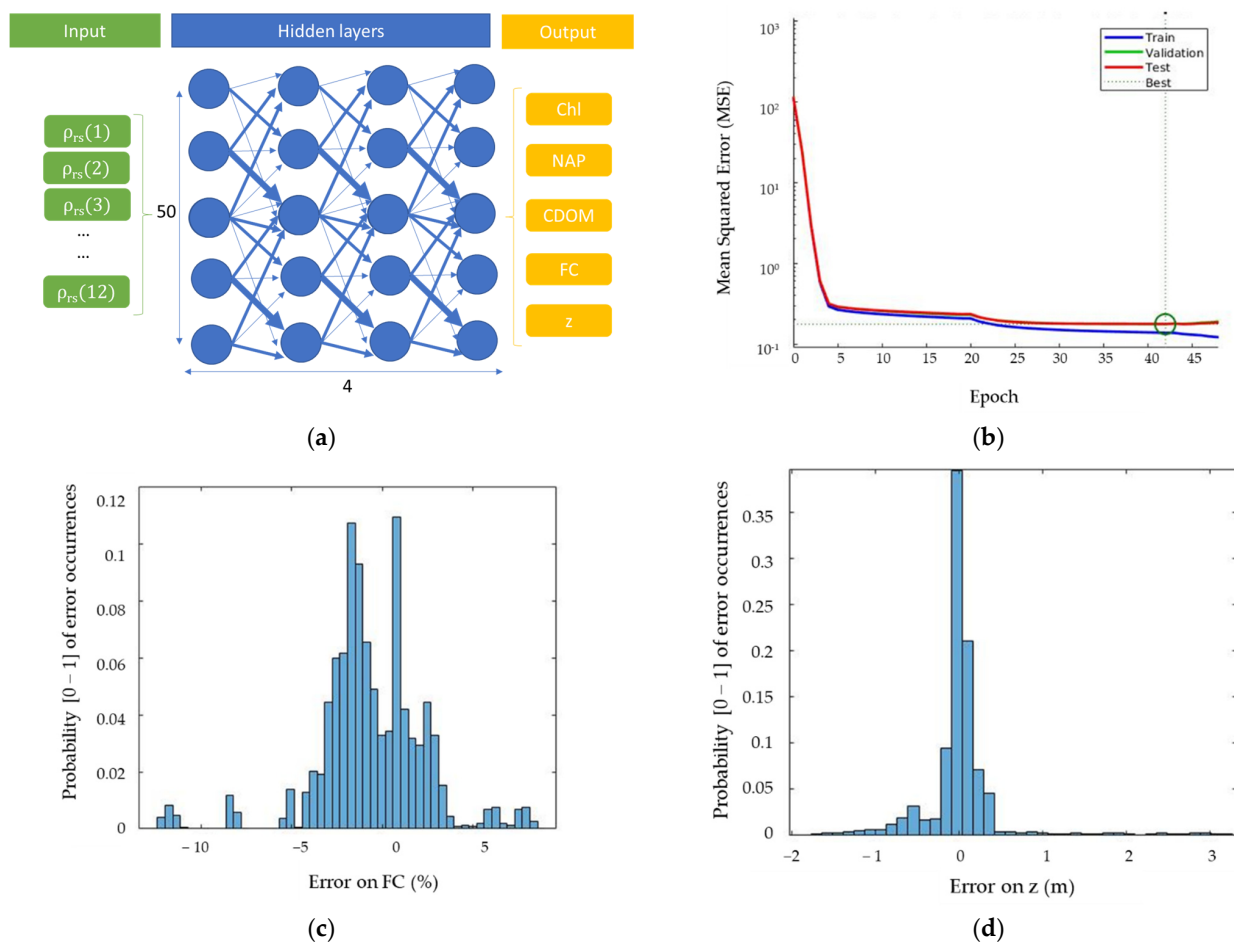 Input
Hidden layers
Output
ρrs(1)
ρrs(2)
ρrs(3)
...
...
ρrs(12)
50
4
Chl
NAP
CDOM
FC
z
(a)
Mean Squared Error (MSE)
10³
10²
10¹
10⁰
10⁻¹
0 5 10 15 20 25 30 35 40 45
Epoch
Train
Validation
Test
Best
(b)
Probability [0 – 1] of error occurrences
0.12
0.1
0.08
0.06
0.04
0.02
0
– 10 –5 0 5
Error on FC (%)
(c)
Probability [0 – 1] of error occurrences
0.35
0.3
0.25
0.2
0.15
0.1
0.05
0
–2 – 1 0 1 2 3
Error on z (m)
(d)